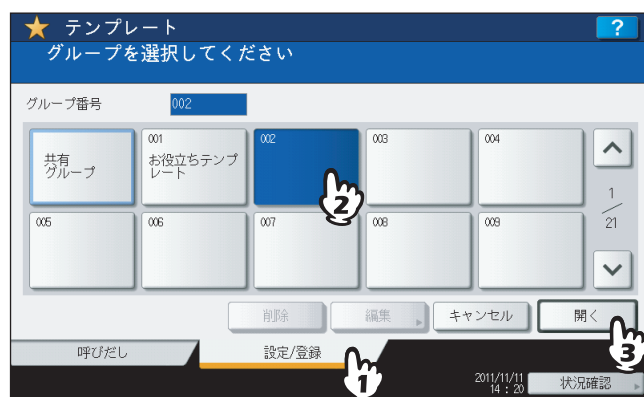 テンプレート
?
グループを選択してください
グループ番号
002
共有
グループ
001
お役立ちテンプ
レート
002
003
004
1
21
005
006
007
008
009
削除
編集
キャンセル
開く
呼びだし
設定/登録
2011/11/11
14 : 20
状況確認
2
1
3